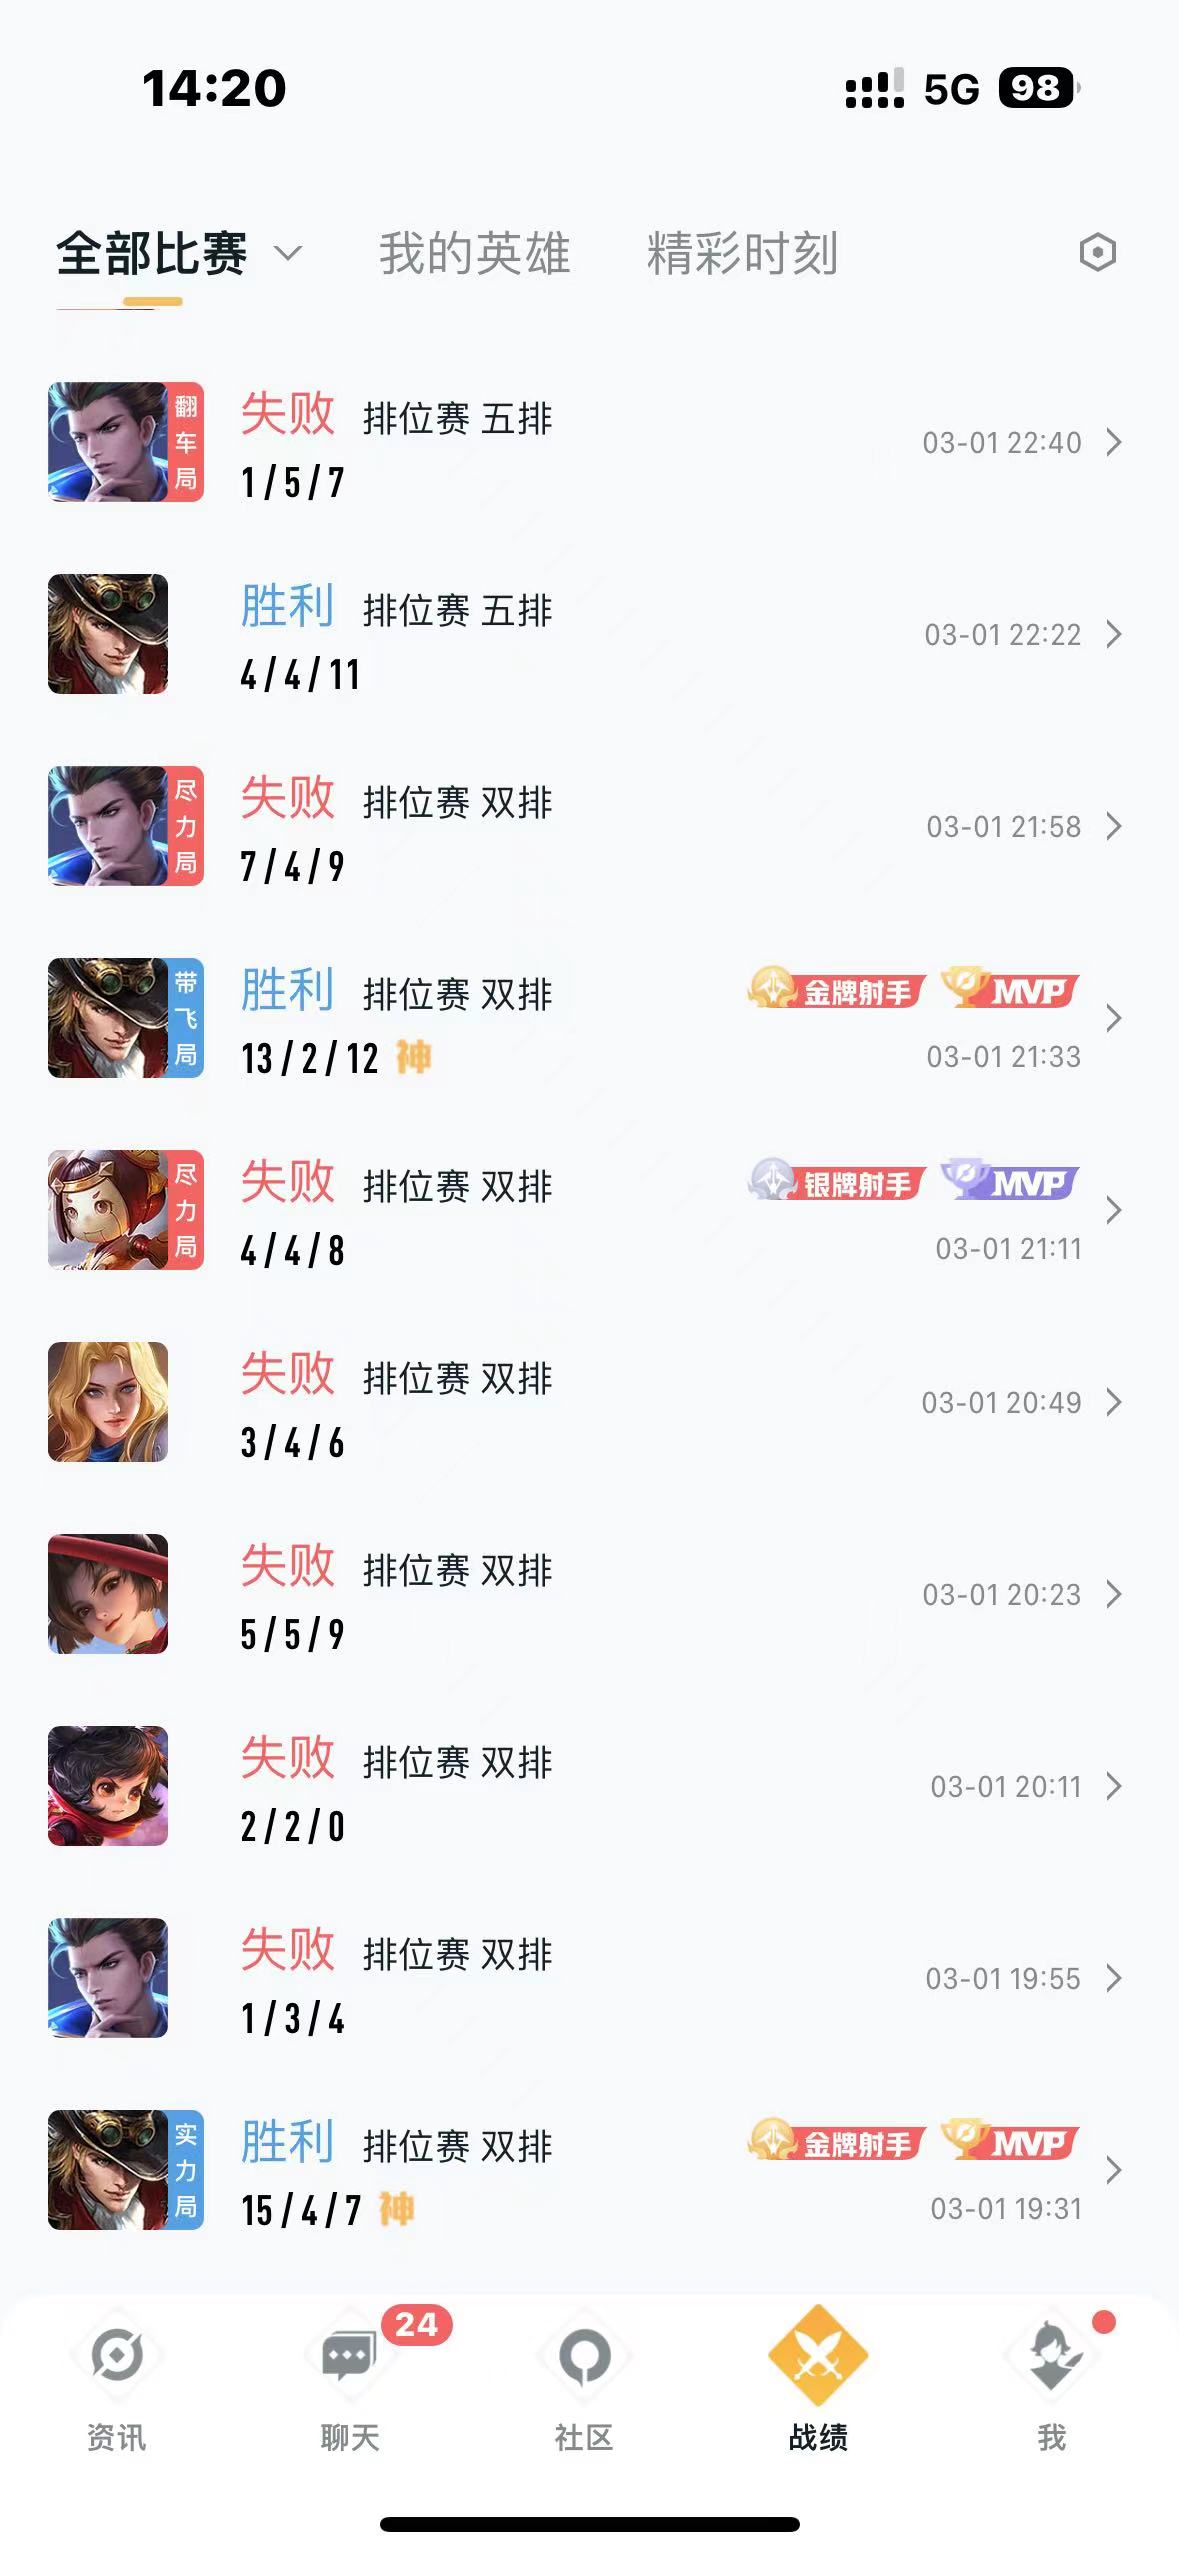 14:20 5G 98
全部比赛 我的英雄 精彩时刻
翻车局 失败 排位赛 五排
1 / 5 / 7
03-01 22:40
胜利 排位赛 五排
4 / 4 / 11
03-01 22:22
尽力局 失败 排位赛 双排
7 / 4 / 9
03-01 21:58
带飞局 胜利 排位赛 双排 金牌射手 MVP
13 / 2 / 12 神
03-01 21:33
尽力局 失败 排位赛 双排 银牌射手 MVP
4 / 4 / 8
03-01 21:11
失败 排位赛 双排
3 / 4 / 6
03-01 20:49
失败 排位赛 双排
5 / 5 / 9
03-01 20:23
失败 排位赛 双排
2 / 2 / 0
03-01 20:11
失败 排位赛 双排
1 / 3 / 4
03-01 19:55
实力局 胜利 排位赛 双排 金牌射手 MVP
15 / 4 / 7 神
03-01 19:31
24
资讯 聊天 社区 战绩 我